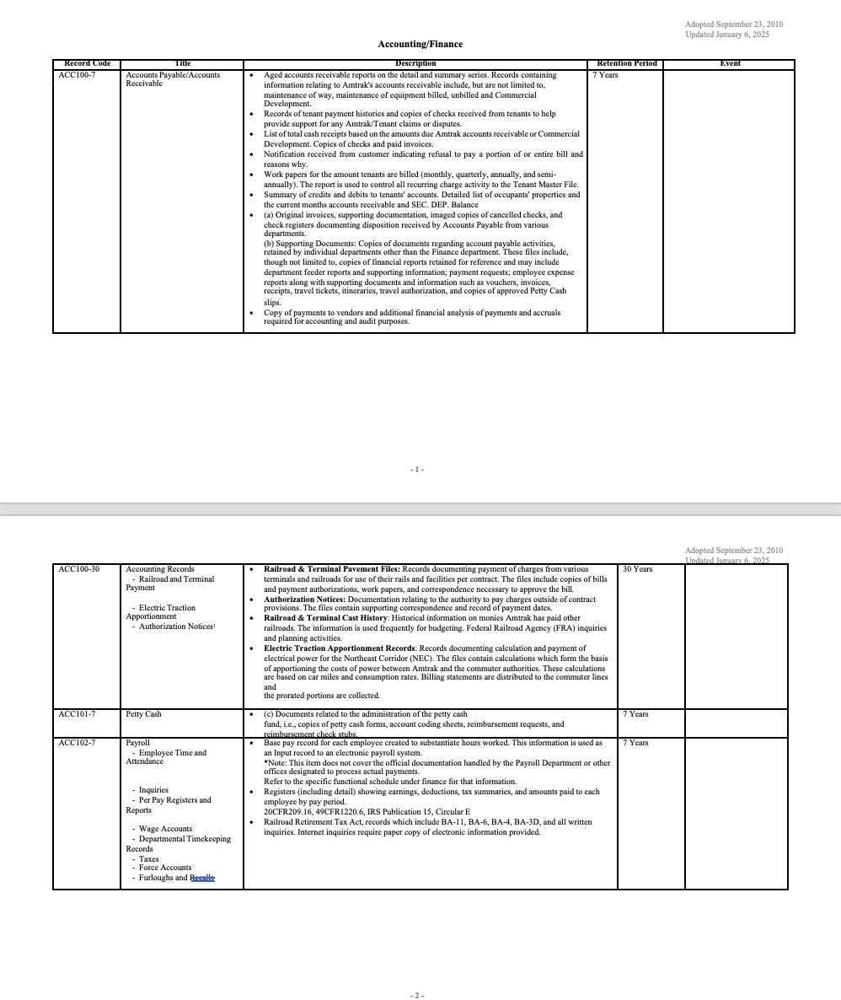 Adopted September 23, 2010
Updated January 6, 2025
Accounting/Finance
Record Code Title Description Retention Period Event
ACC100-7
Accounts Payable/Accounts
Receivable
• Aged accounts receivable reports on the detail and summary series. Records containing
information relating to Amtrak's accounts receivable include, but are not limited to,
maintenance of way, maintenance of equipment billed, unbilled and Commercial
Development.
• Records of tenant payment histories and copies of checks received from tenants to help
provide support for any Amtrak/Tenant claims or disputes.
• List of total cash receipts based on the amounts due Amtrak accounts receivable or Commercial
Development. Copies of checks and paid invoices.
• Notification received from customer indicating refusal to pay a portion of or entire bill and
reasons why.
• Work papers for the amount tenants are billed (monthly, quarterly, annually, and semi-
annually). The report is used to control all recurring charge activity to the Tenant Master File.
• Summary of credits and debits to tenants' accounts. Detailed list of occupants' properties and
the current months accounts receivable and SEC. DEP. Balance
• (a) Original invoices, supporting documentation, imaged copies of cancelled checks, and
check registers documenting disposition received by Accounts Payable from various
departments.
(b) Supporting Documents: Copies of documents regarding account payable activities,
retained by individual departments other than the Finance department. These files include,
though not limited to, copies of financial reports retained for reference and may include
department feeder reports and supporting information; payment requests; employee expense
reports along with supporting documents and information such as vouchers, invoices,
receipts, travel tickets, itineraries, travel authorization, and copies of approved Petty Cash
slips.
• Copy of payments to vendors and additional financial analysis of payments and accruals
required for accounting and audit purposes.
7 Years
- 1 -
Adopted September 23, 2010
Updated January 6, 2025
ACC100-30
Accounting Records
- Railroad and Terminal
Payment
- Electric Traction
Apportionment
- Authorization Notices¹
• Railroad & Terminal Pavement Files: Records documenting payment of charges from various
terminals and railroads for use of their rails and facilities per contract. The files include copies of bills
and payment authorizations, work papers, and correspondence necessary to approve the bill.
• Authorization Notices: Documentation relating to the authority to pay charges outside of contract
provisions. The files contain supporting correspondence and record of payment dates.
• Railroad & Terminal Cast History: Historical information on monies Amtrak has paid other
railroads. The information is used frequently for budgeting. Federal Railroad Agency (FRA) inquiries
and planning activities.
• Electric Traction Apportionment Records: Records documenting calculation and payment of
electrical power for the Northeast Corridor (NEC). The files contain calculations which form the basis
of apportioning the costs of power between Amtrak and the commuter authorities. These calculations
are based on car miles and consumption rates. Billing statements are distributed to the commuter lines
and
the prorated portions are collected.
30 Years
ACC101-7
Petty Cash
• (c) Documents related to the administration of the petty cash
fund, i.e., copies of petty cash forms, account coding sheets, reimbursement requests, and
reimbursement check stubs.
7 Years
ACC102-7
Payroll
- Employee Time and
Attendance
- Inquiries
- Per Pay Registers and
Reports
- Wage Accounts
- Departmental Timekeeping
Records
- Taxes
- Force Accounts
- Furloughs and Recalls
• Base pay record for each employee created to substantiate hours worked. This information is used as
an Input record to an electronic payroll system.
*Note: This item does not cover the official documentation handled by the Payroll Department or other
offices designated to process actual payments.
Refer to the specific functional schedule under finance for that information.
• Registers (including detail) showing earnings, deductions, tax summaries, and amounts paid to each
employee by pay period.
20CFR209.16, 49CFR1220.6, IRS Publication 15, Circular E
• Railroad Retirement Tax Act, records which include BA-11, BA-6, BA-4, BA-3D, and all written
inquiries. Internet inquiries require paper copy of electronic information provided.
7 Years
- 2 -